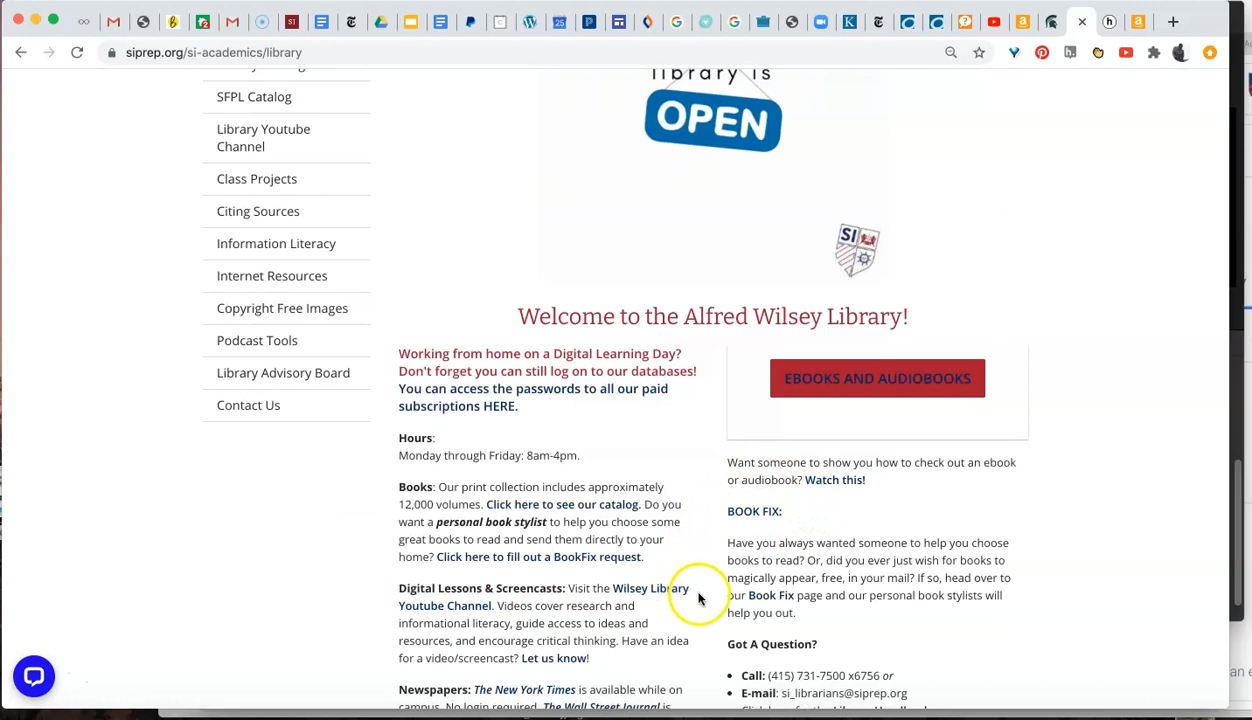 siprep.org/si-academics/library
SFPL Catalog
Library Youtube
Channel
Class Projects
Citing Sources
Information Literacy
Internet Resources
Copyright Free Images
Podcast Tools
Library Advisory Board
Contact Us
library is
OPEN
SI
Welcome to the Alfred Wilsey Library!
Working from home on a Digital Learning Day?
Don't forget you can still log on to our databases!
You can access the passwords to all our paid
subscriptions HERE.
Hours:
Monday through Friday: 8am-4pm.
Books: Our print collection includes approximately
12,000 volumes. Click here to see our catalog. Do you
want a personal book stylist to help you choose some
great books to read and send them directly to your
home? Click here to fill out a BookFix request.
Digital Lessons & Screencasts: Visit the Wilsey Library
Youtube Channel. Videos cover research and
informational literacy, guide access to ideas and
resources, and encourage critical thinking. Have an idea
for a video/screencast? Let us know!
Newspapers: The New York Times is available while on
campus. No login required. The Wall Street Journal is
EBOOKS AND AUDIOBOOKS
Want someone to show you how to check out an ebook
or audiobook? Watch this!
BOOK FIX:
Have you always wanted someone to help you choose
books to read? Or, did you ever just wish for books to
magically appear, free, in your mail? If so, head over to
our Book Fix page and our personal book stylists will
help you out.
Got A Question?
Call: (415) 731-7500 x6756 or
E-mail: si_librarians@siprep.org